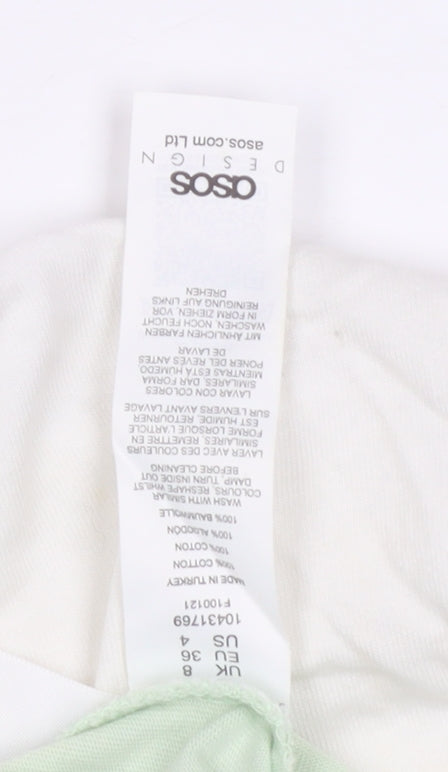 UK 8
EU 36
US 4
10431769
F100121
MADE IN TURKEY
100% COTTON
100% COTON
100% ALGODON
100% BAUMWOLLE
WASH WITH SIMILAR
COLOURS, RESHAPE WHILST
DAMP, TURN INSIDE OUT
BEFORE CLEANING
LAVER AVEC DES COULEURS
SIMILAIRES, REMETTRE EN
FORME LORSQUE L'ARTICLE
EST HUMIDE, RETOURNER
SUR L'ENVERS AVANT LAVAGE
LAVAR CON COLORES
SIMILARES, DAR FORMA
MIENTRAS ESTÁ HÚMEDO
PONER DEL REVÉS ANTES
DE LAVAR
MIT ÄHNLICHEN FARBEN
WASCHEN, NOCH FEUCHT
IN FORM ZIEHEN, VOR
REINIGUNG AUF LINKS
DREHEN
asos
DESIGN
asos.com Ltd